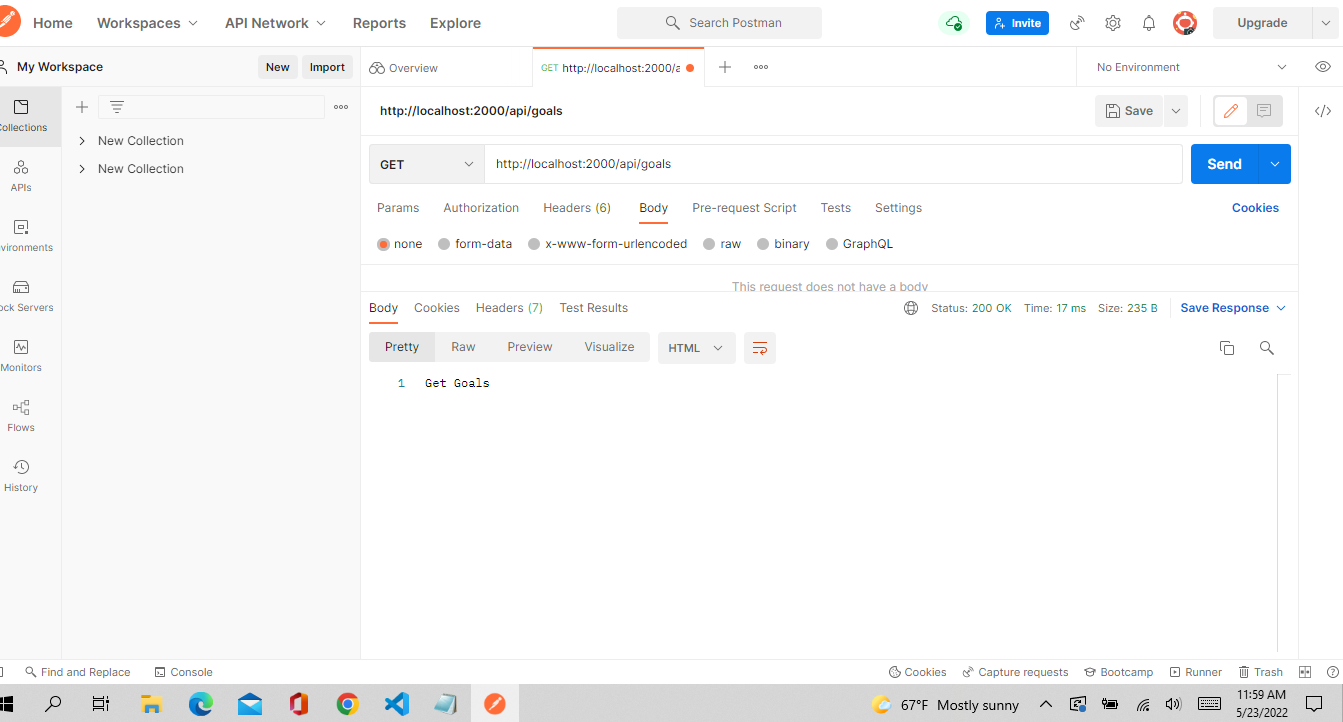 Home Workspaces API Network Reports Explore Search Postman Invite Upgrade
My Workspace New Import Overview GET http://localhost:2000/a No Environment
http://localhost:2000/api/goals Save
ollections
New Collection
New Collection
APIs
vironments
ock Servers
Monitors
Flows
History
GET http://localhost:2000/api/goals Send
Params Authorization Headers (6) Body Pre-request Script Tests Settings Cookies
none form-data x-www-form-urlencoded raw binary GraphQL
This request does not have a body
Body Cookies Headers (7) Test Results Status: 200 OK Time: 17 ms Size: 235 B Save Response
Pretty Raw Preview Visualize HTML
1 Get Goals
Find and Replace Console Cookies Capture requests Bootcamp Runner Trash
67°F Mostly sunny 11:59 AM
5/23/2022